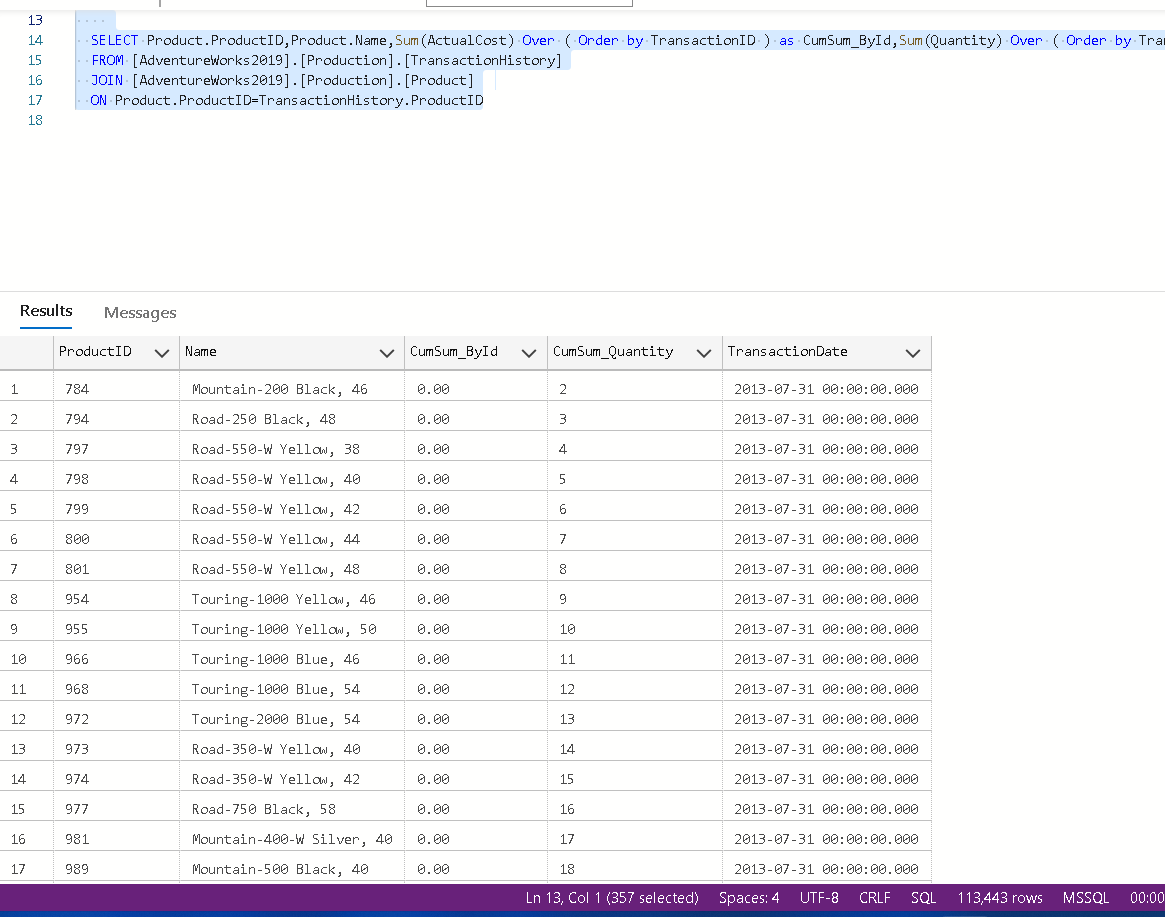 13
14 SELECT Product.ProductID,Product.Name,Sum(ActualCost) Over ( Order by TransactionID ) as CumSum_ById,Sum(Quantity) Over ( Order by Tran
15 FROM [AdventureWorks2019].[Production].[TransactionHistory]
16 JOIN [AdventureWorks2019].[Production].[Product]
17 ON Product.ProductID=TransactionHistory.ProductID
18
Results Messages
ProductID Name CumSum_ById CumSum_Quantity TransactionDate
1 784 Mountain-200 Black, 46 0.00 2 2013-07-31 00:00:00.000
2 794 Road-250 Black, 48 0.00 3 2013-07-31 00:00:00.000
3 797 Road-550-W Yellow, 38 0.00 4 2013-07-31 00:00:00.000
4 798 Road-550-W Yellow, 40 0.00 5 2013-07-31 00:00:00.000
5 799 Road-550-W Yellow, 42 0.00 6 2013-07-31 00:00:00.000
6 800 Road-550-W Yellow, 44 0.00 7 2013-07-31 00:00:00.000
7 801 Road-550-W Yellow, 48 0.00 8 2013-07-31 00:00:00.000
8 954 Touring-1000 Yellow, 46 0.00 9 2013-07-31 00:00:00.000
9 955 Touring-1000 Yellow, 50 0.00 10 2013-07-31 00:00:00.000
10 966 Touring-1000 Blue, 46 0.00 11 2013-07-31 00:00:00.000
11 968 Touring-1000 Blue, 54 0.00 12 2013-07-31 00:00:00.000
12 972 Touring-2000 Blue, 54 0.00 13 2013-07-31 00:00:00.000
13 973 Road-350-W Yellow, 40 0.00 14 2013-07-31 00:00:00.000
14 974 Road-350-W Yellow, 42 0.00 15 2013-07-31 00:00:00.000
15 977 Road-750 Black, 58 0.00 16 2013-07-31 00:00:00.000
16 981 Mountain-400-W Silver, 40 0.00 17 2013-07-31 00:00:00.000
17 989 Mountain-500 Black, 40 0.00 18 2013-07-31 00:00:00.000
Ln 13, Col 1 (357 selected) Spaces: 4 UTF-8 CRLF SQL 113,443 rows MSSQL 00:00